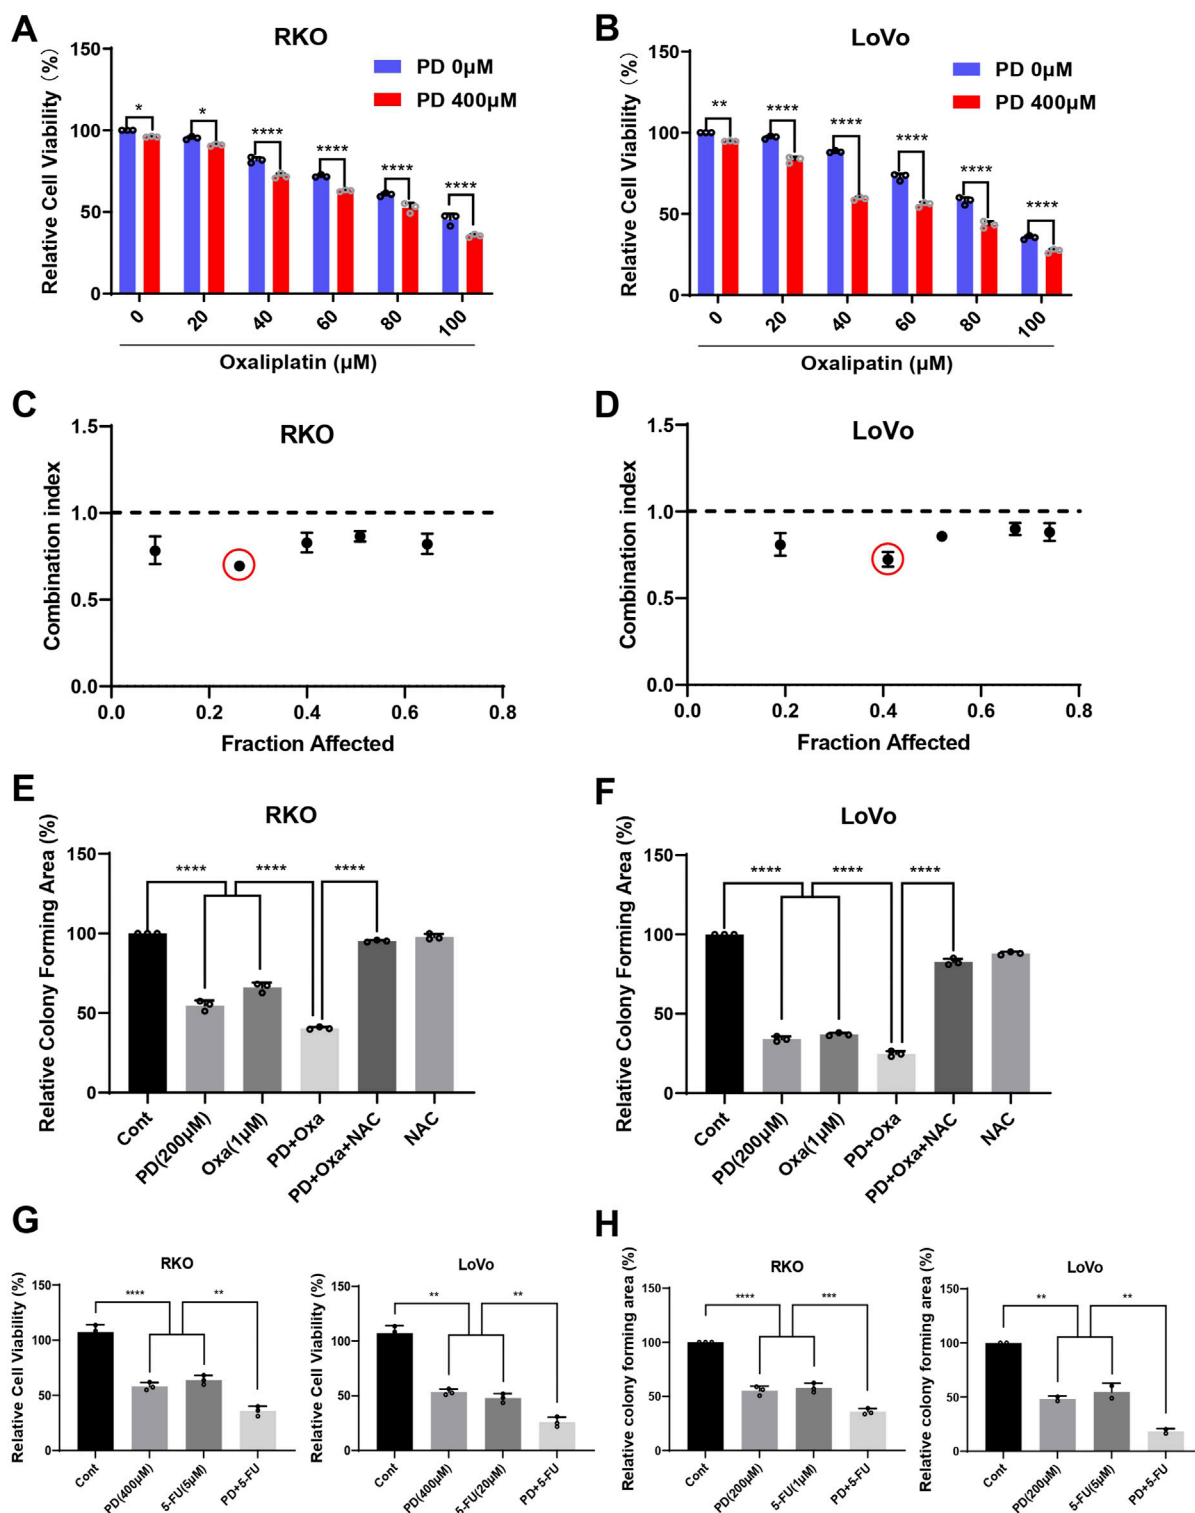 A
RKO
Relative Cell Viability (%)
150
100
50
0
PD 0μM
PD 400μM
*
*
****
****
****
****
0
20
40
60
80
100
Oxaliplatin (μM)
B
LoVo
Relative Cell Viability (%)
150
100
50
0
PD 0μM
PD 400μM
**
****
****
****
****
****
0
20
40
60
80
100
Oxalipatin (μM)
C
RKO
Combination index
1.5
1.0
0.5
0.0
0.0
0.2
0.4
0.6
0.8
Fraction Affected
D
LoVo
Combination index
1.5
1.0
0.5
0.0
0.0
0.2
0.4
0.6
0.8
Fraction Affected
E
RKO
Relative Colony Forming Area (%)
150
100
50
0
****
****
****
Cont
PD(200μM)
Oxa(1μM)
PD+Oxa
PD+Oxa+NAC
NAC
F
LoVo
Relative Colony Forming Area (%)
150
100
50
0
****
****
****
Cont
PD(200μM)
Oxa(1μM)
PD+Oxa
PD+Oxa+NAC
NAC
G
RKO
Relative Cell Viability (%)
150
100
50
0
****
**
Cont
PD(400μM)
5-FU(5μM)
PD+5-FU
LoVo
Relative Cell Viability (%)
150
100
50
0
**
**
Cont
PD(400μM)
5-FU(20μM)
PD+5-FU
H
RKO
Relative colony forming area (%)
150
100
50
0
****
***
Cont
PD(200μM)
5-FU(1μM)
PD+5-FU
LoVo
Relative colony forming area (%)
150
100
50
0
**
**
Cont
PD(200μM)
5-FU(5μM)
PD+5-FU